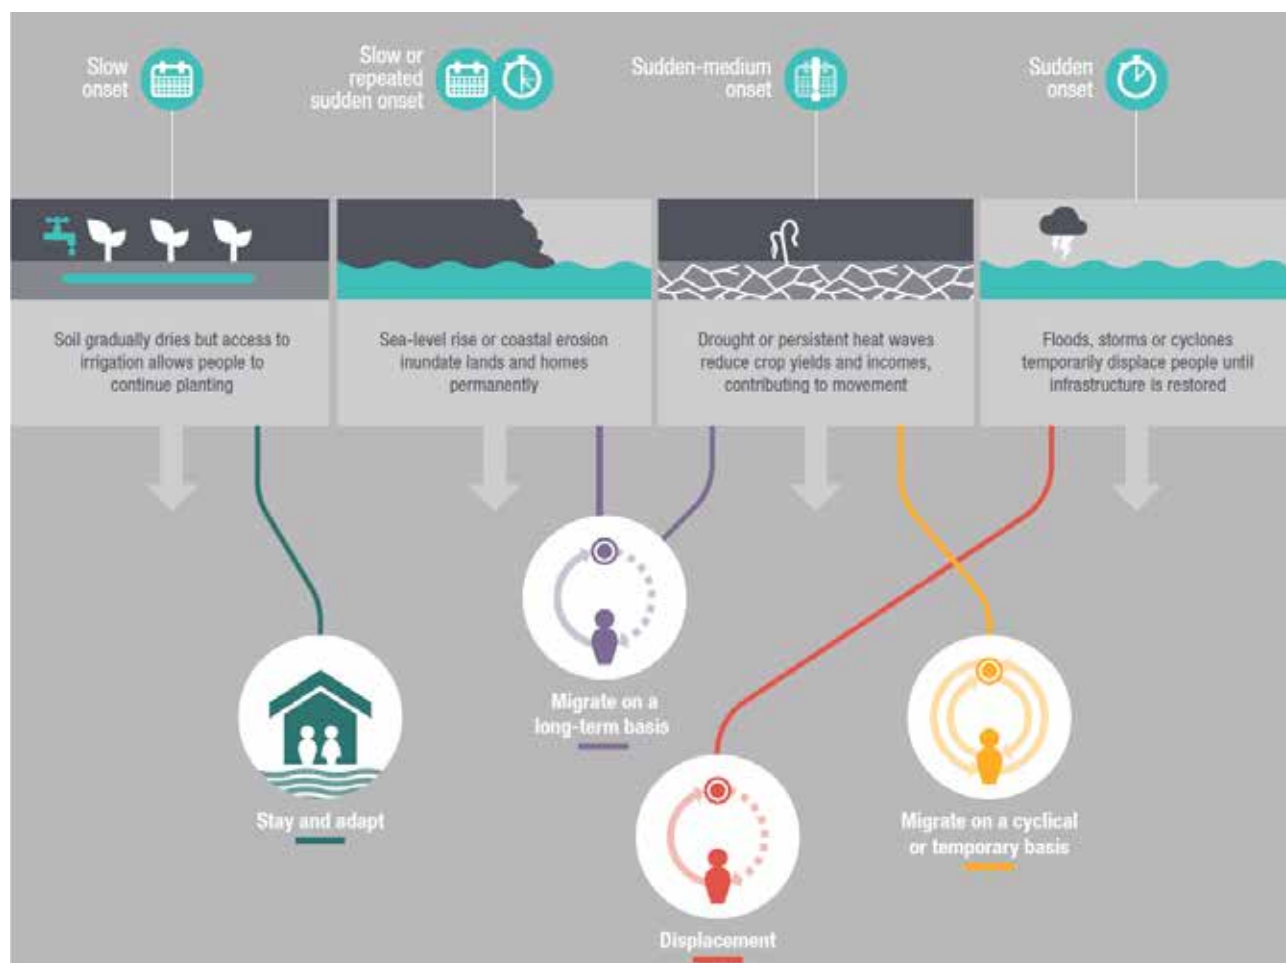 Slow
onset
Slow or
repeated
sudden onset
Sudden-medium
onset
Sudden
onset
Soil gradually dries but access to
irrigation allows people to
continue planting
Sea-level rise or coastal erosion
inundate lands and homes
permanently
Drought or persistent heat waves
reduce crop yields and incomes,
contributing to movement
Floods, storms or cyclones
temporarily displace people until
infrastructure is restored
Migrate on a
long-term basis
Stay and adapt
Migrate on a cyclical
or temporary basis
Displacement